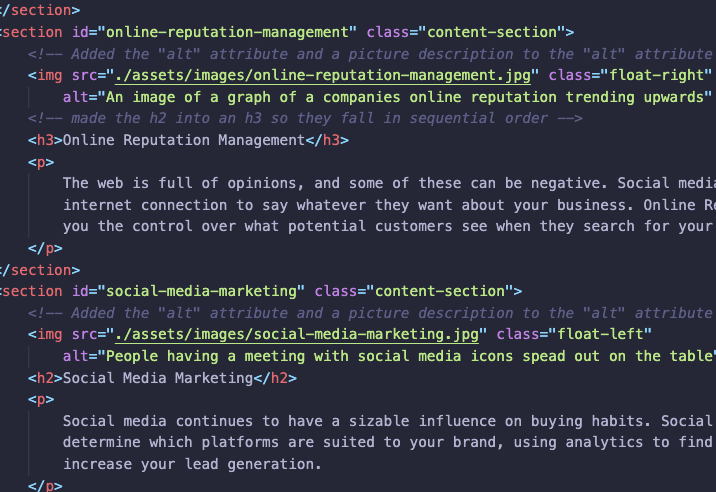 </section>
<section id="online-reputation-management" class="content-section">
<!-- Added the "alt" attribute and a picture description to the "alt" attribute
<img src="./assets/images/online-reputation-management.jpg" class="float-right"
alt="An image of a graph of a companies online reputation trending upwards"
<!-- made the h2 into an h3 so they fall in sequential order -->
<h3>Online Reputation Management</h3>
<p>
The web is full of opinions, and some of these can be negative. Social media
internet connection to say whatever they want about your business. Online Re
you the control over what potential customers see when they search for your
</p>
</section>
<section id="social-media-marketing" class="content-section">
<!-- Added the "alt" attribute and a picture description to the "alt" attribute
<img src="./assets/images/social-media-marketing.jpg" class="float-left"
alt="People having a meeting with social media icons spead out on the table"
<h2>Social Media Marketing</h2>
<p>
Social media continues to have a sizable influence on buying habits. Social
determine which platforms are suited to your brand, using analytics to find
increase your lead generation.
</p>